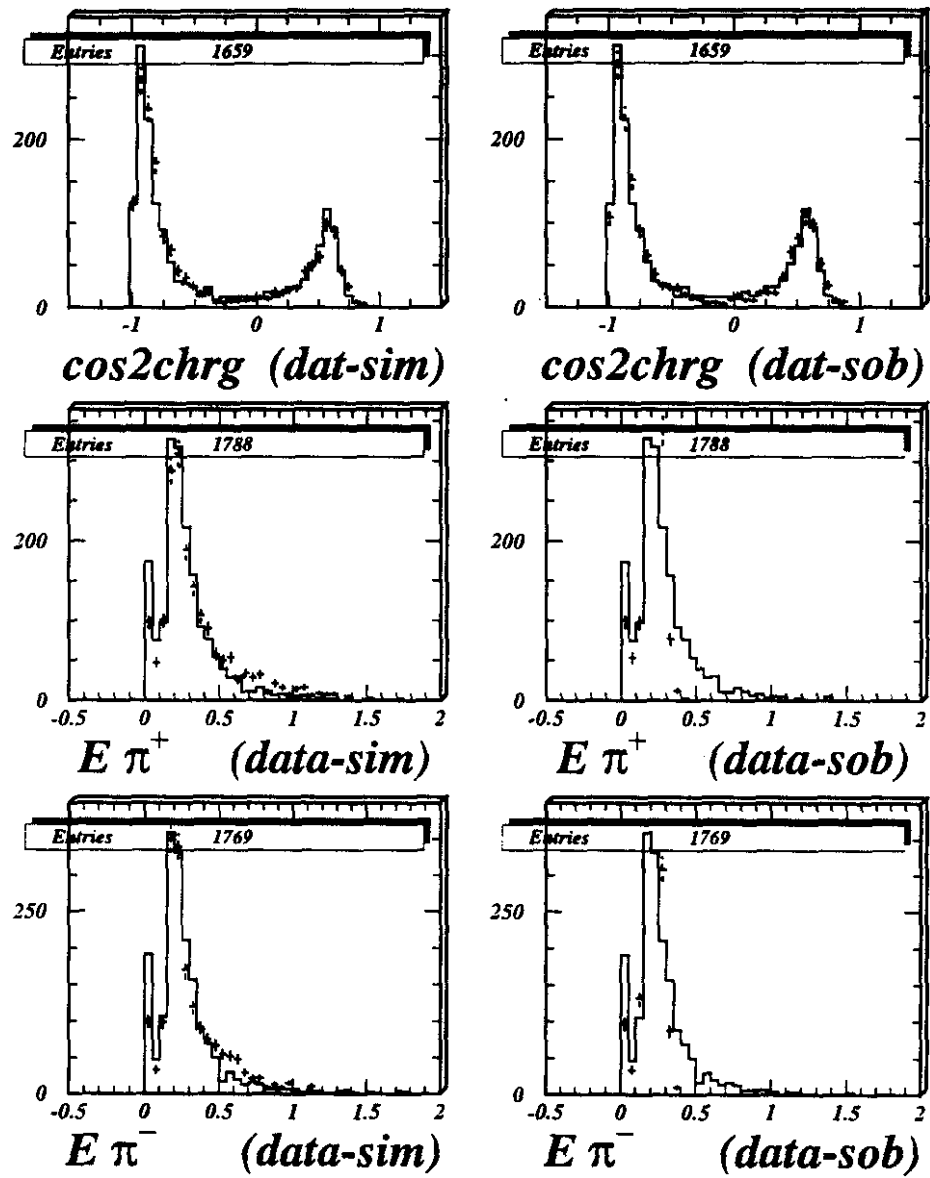 Entries 1659
200
0
-1 0 1
cos2chrg (dat-sim)
Entries 1659
200
0
-1 0 1
cos2chrg (dat-sob)
Entries 1788
200
0
-0.5 0 0.5 1 1.5 2
E π+ (data-sim)
Entries 1788
200
0
-0.5 0 0.5 1 1.5 2
E π+ (data-sob)
Entries 1769
250
0
-0.5 0 0.5 1 1.5 2
E π− (data-sim)
Entries 1769
250
0
-0.5 0 0.5 1 1.5 2
E π− (data-sob)